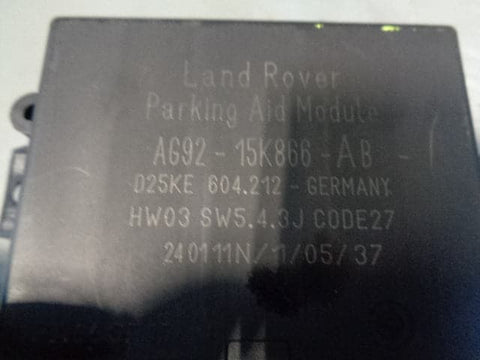 Land Rover
Parking Aid Module
AG92-15K866-AB -
025KE 604.212 - GERMANY
HW03 SW5.4.3J CODE27
240111N/1/05/37